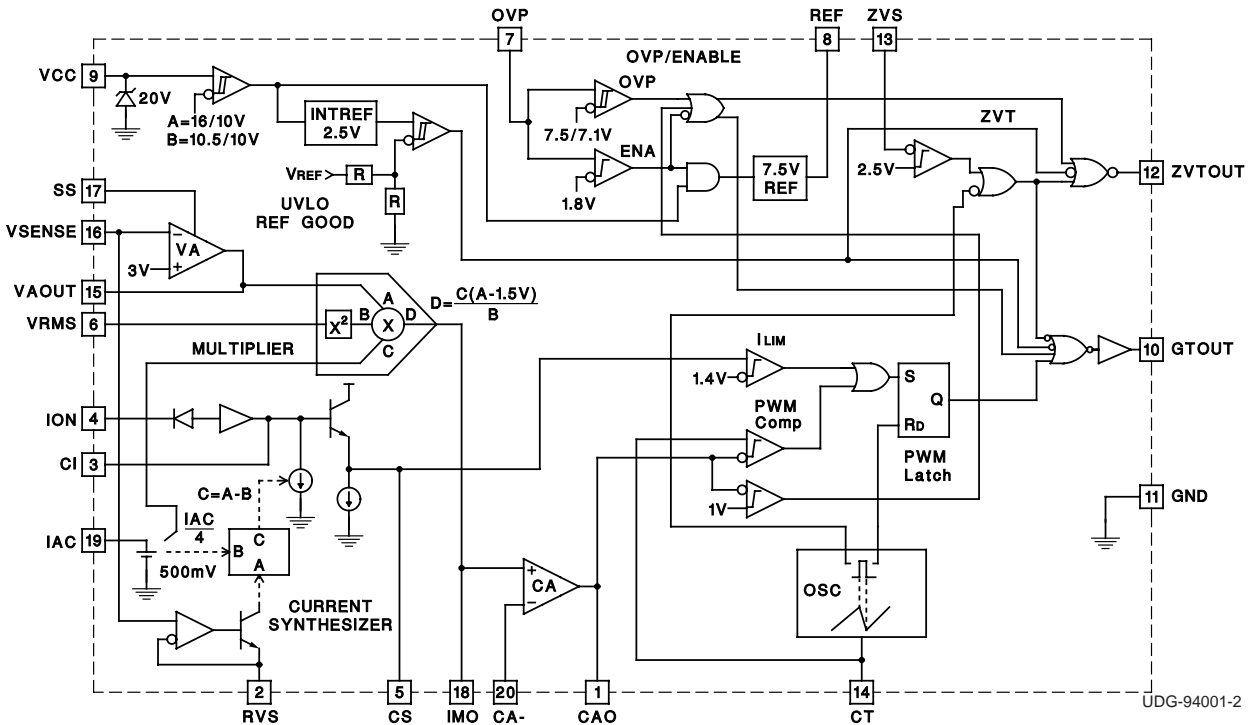 OVP
REF
ZVS
7
8
13
VCC
9
20V
A=16/10V
B=10.5/10V
INTREF
2.5V
OVP/ENABLE
OVP
7.5/7.1V
ENA
1.8V
7.5V
REF
ZVT
2.5V
12
ZVTOUT
VREF
R
R
UVLO
REF GOOD
SS
17
VSENSE
16
VA
3V
VAOUT
15
VRMS
6
X2
B
A
X
D
C
D=C(A-1.5V)
B
MULTIPLIER
ILIM
1.4V
S
Q
RD
PWM
Comp
PWM
Latch
1V
10
GTOUT
ION
4
CI
3
C=A-B
IAC
19
IAC
4
500mV
B
C
A
CURRENT
SYNTHESIZER
CA
OSC
11
GND
2
5
18
20
1
14
RVS
CS
IMO
CA-
CAO
CT
UDG-94001-2